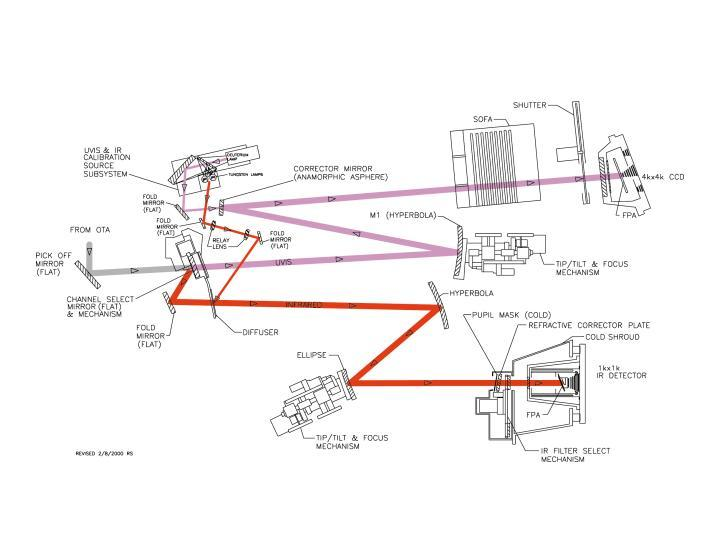 SHUTTER
SOFA
UVIS & IR
CALIBRATION
SOURCE
SUBSYSTEM
DEUTERIUM
LAMP
TUNGSTEN LAMPS
CORRECTOR MIRROR
(ANAMORPHIC ASPHERE)
4kx4k CCD
FPA
FOLD
MIRROR
(FLAT)
M1 (HYPERBOLA)
FOLD
MIRROR
(FLAT)
FROM OTA
RELAY
LENS
FOLD
MIRROR
(FLAT)
PICK OFF
MIRROR
(FLAT)
UVIS
TIP/TILT & FOCUS
MECHANISM
CHANNEL SELECT
MIRROR (FLAT)
& MECHANISM
HYPERBOLA
INFRARED
PUPIL MASK (COLD)
REFRACTIVE CORRECTOR PLATE
COLD SHROUD
FOLD
MIRROR
(FLAT)
DIFFUSER
ELLIPSE
1kx1k
IR DETECTOR
FPA
TIP/TILT & FOCUS
MECHANISM
IR FILTER SELECT
MECHANISM
REVISED 2/8/2000 RS